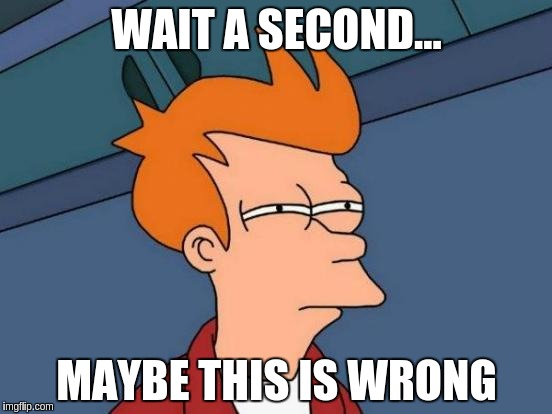 WAIT A SECOND...
MAYBE THIS IS WRONG
imgflip.com